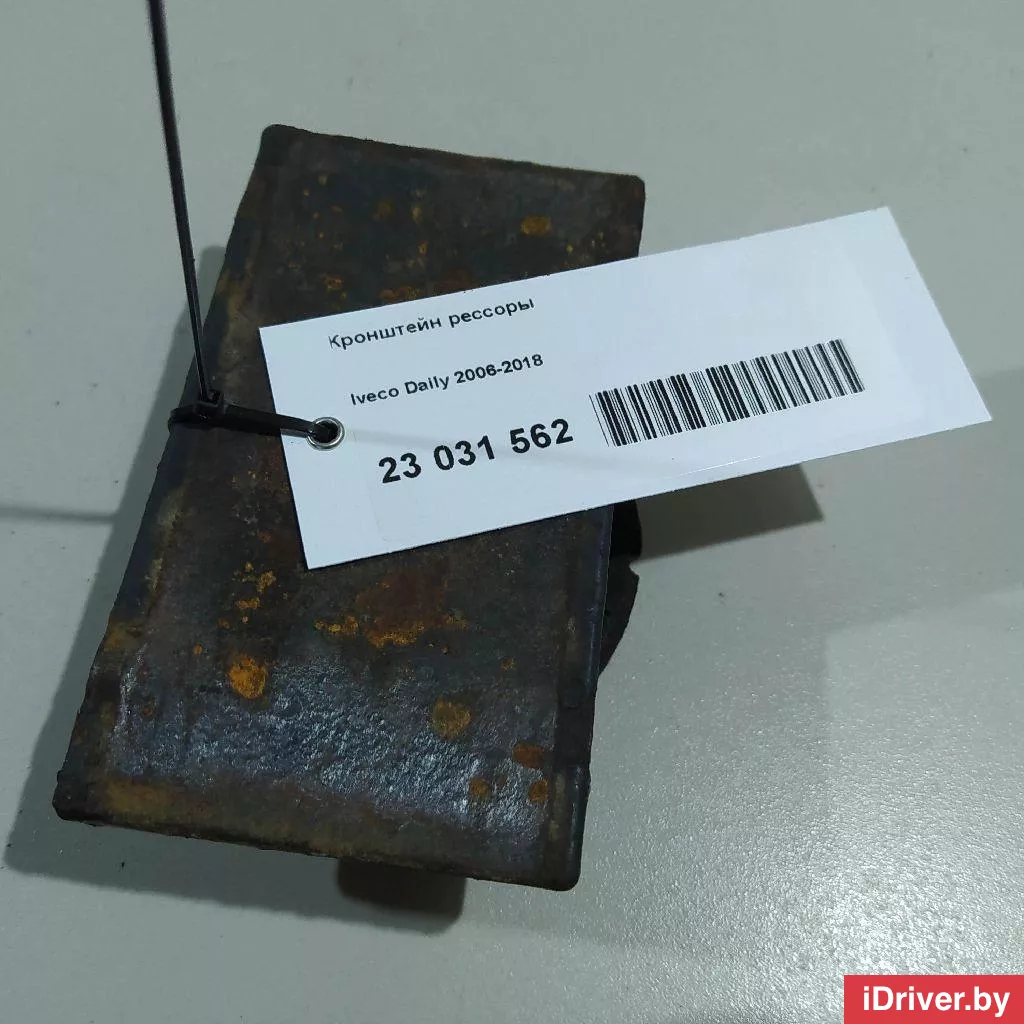 Кронштейн рессоры
Iveco Daily 2006-2018
23 031 562
iDriver.by